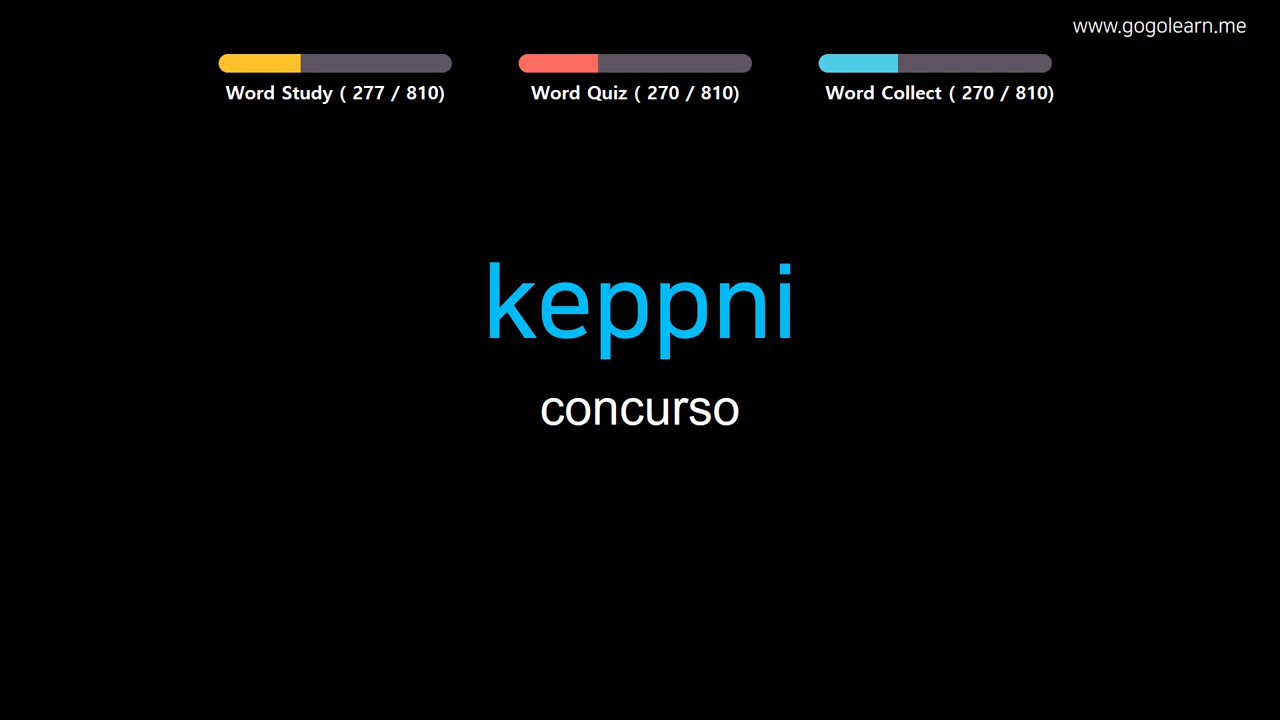 www.gogolearn.me
Word Study ( 277 / 810)
Word Quiz ( 270 / 810)
Word Collect ( 270 / 810)
keppni
concurso